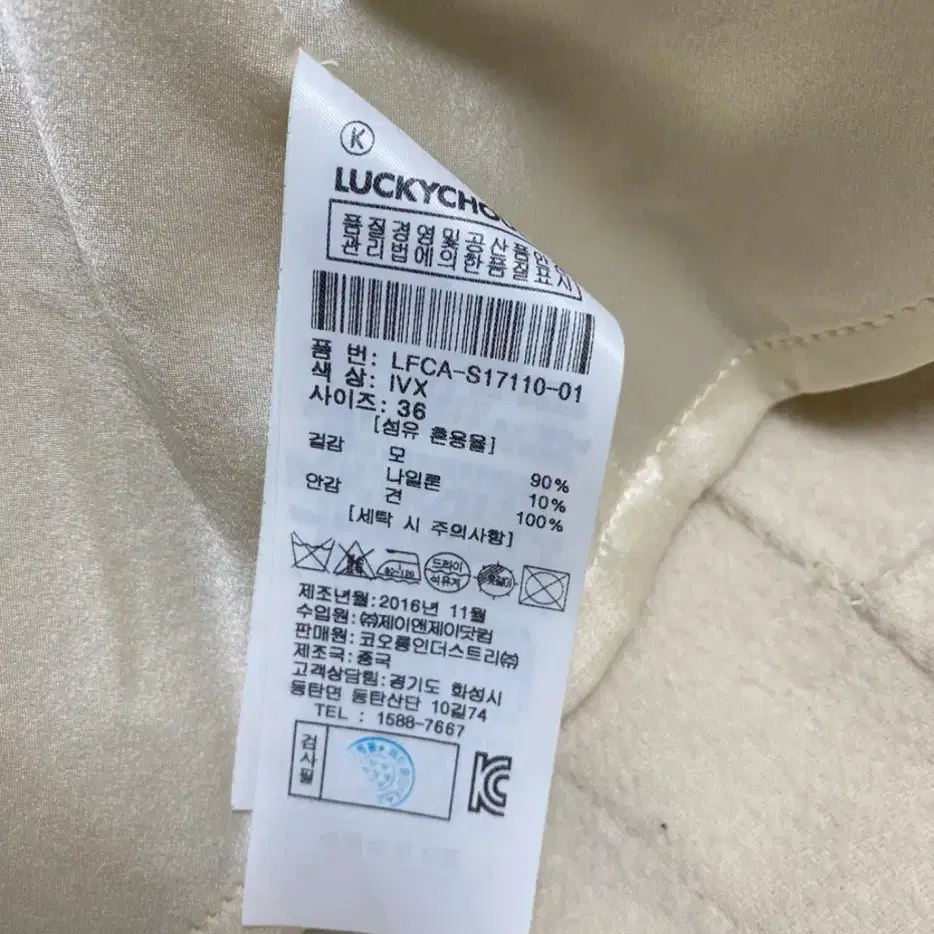 K
LUCKYCHO
품질경영및공산품안
관리법에의한품질표시
품 번: LFCA-S17110-01
색 상: IVX
사이즈: 36
[섬유 혼용율]
겉감 모 90%
나일론 10%
안감 견 100%
[세탁 시 주의사항]
드라이
석유계
제조년월:2016년 11월
수입원:㈜제이앤제이닷컴
판매원:코오롱인더스트리㈜
제조국:중국
고객상담팀:경기도 화성시
동탄면 동탄산단 10길74
TEL : 1588-7667
검사필